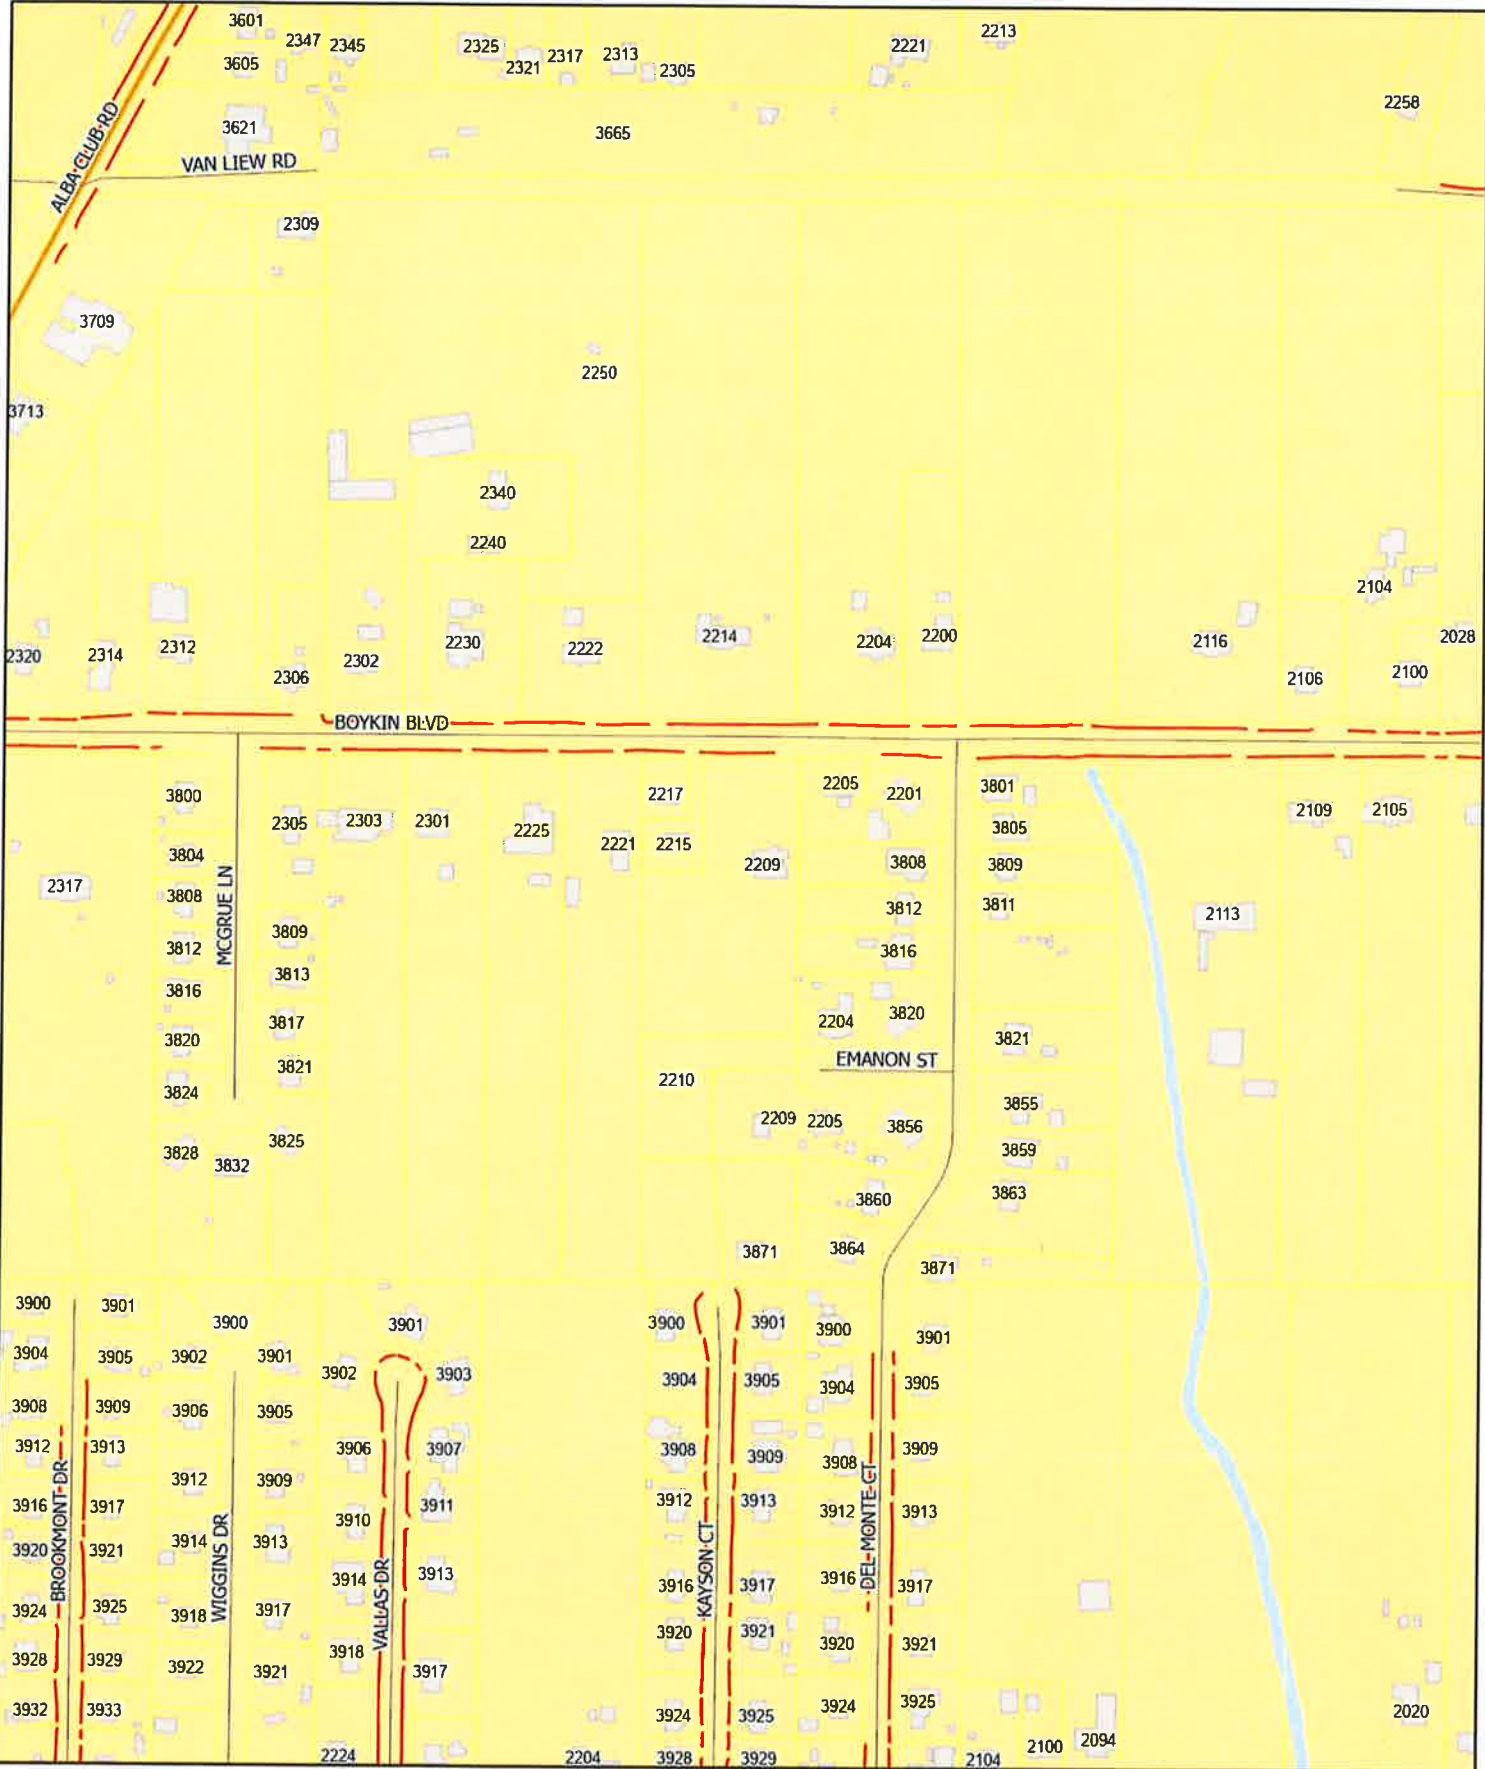 3601
2347 2345 2325 2317 2313 2221 2213
3605 2321 2305
2258
ALBA CLUB RD
3621 3665
VAN LIEW RD
2309
3709
2250
3713
2340
2240
2104
2320 2314 2312 2302 2230 2222 2214 2204 2200 2116 2028
2306 2106 2100
BOYKIN BLVD
3800 2217 2205 2201 3801
2305 2303 2301 2225 3805 2109 2105
3804 2221 2215 2209 3808 3809
2317 3808 MCGRUE LN 3812 3811 2113
3812 3809 3816
3816 3813
3820 3817 2204 3820 3821
EMANON ST
3824 3821 2210
3855
2209 2205 3856
3828 3832 3825 3859
3860 3863
3871 3864 3871
3900 3901 3900 3901 3900 3901 3900 3901
3904 3905 3902 3901 3902 3903 3904 3905 3904 3905
3908 3909 3906 3905
3912 3913 3906 3907 3908 3909 3908 3909
3912 3909
3916 3917 3910 3911 3912 3913 3912 3913
3920 BROOKMONT DR 3921 3914 WIGGINS DR 3913 VALLAS DR KAYSON CT DEL MONTE CT
3914 3913 3916 3917 3916 3917
3924 3925 3918 3917
3918 3920 3921 3920 3921
3928 3929 3922 3921 3917
3932 3933 3924 3925 3924 3925 2020
2224 2204 3928 3929 2104 2100 2094